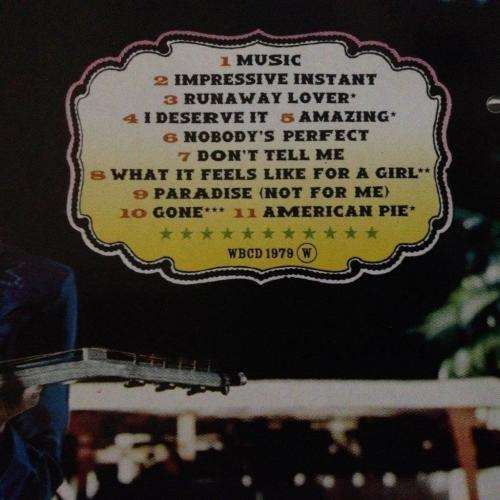 1 MUSIC
2 IMPRESSIVE INSTANT
3 RUNAWAY LOVER*
4 I DESERVE IT 5 AMAZING*
6 NOBODY'S PERFECT
7 DON'T TELL ME
8 WHAT IT FEELS LIKE FOR A GIRL**
9 PARADISE (NOT FOR ME)
10 GONE*** 11 AMERICAN PIE*
WBCD 1979 W